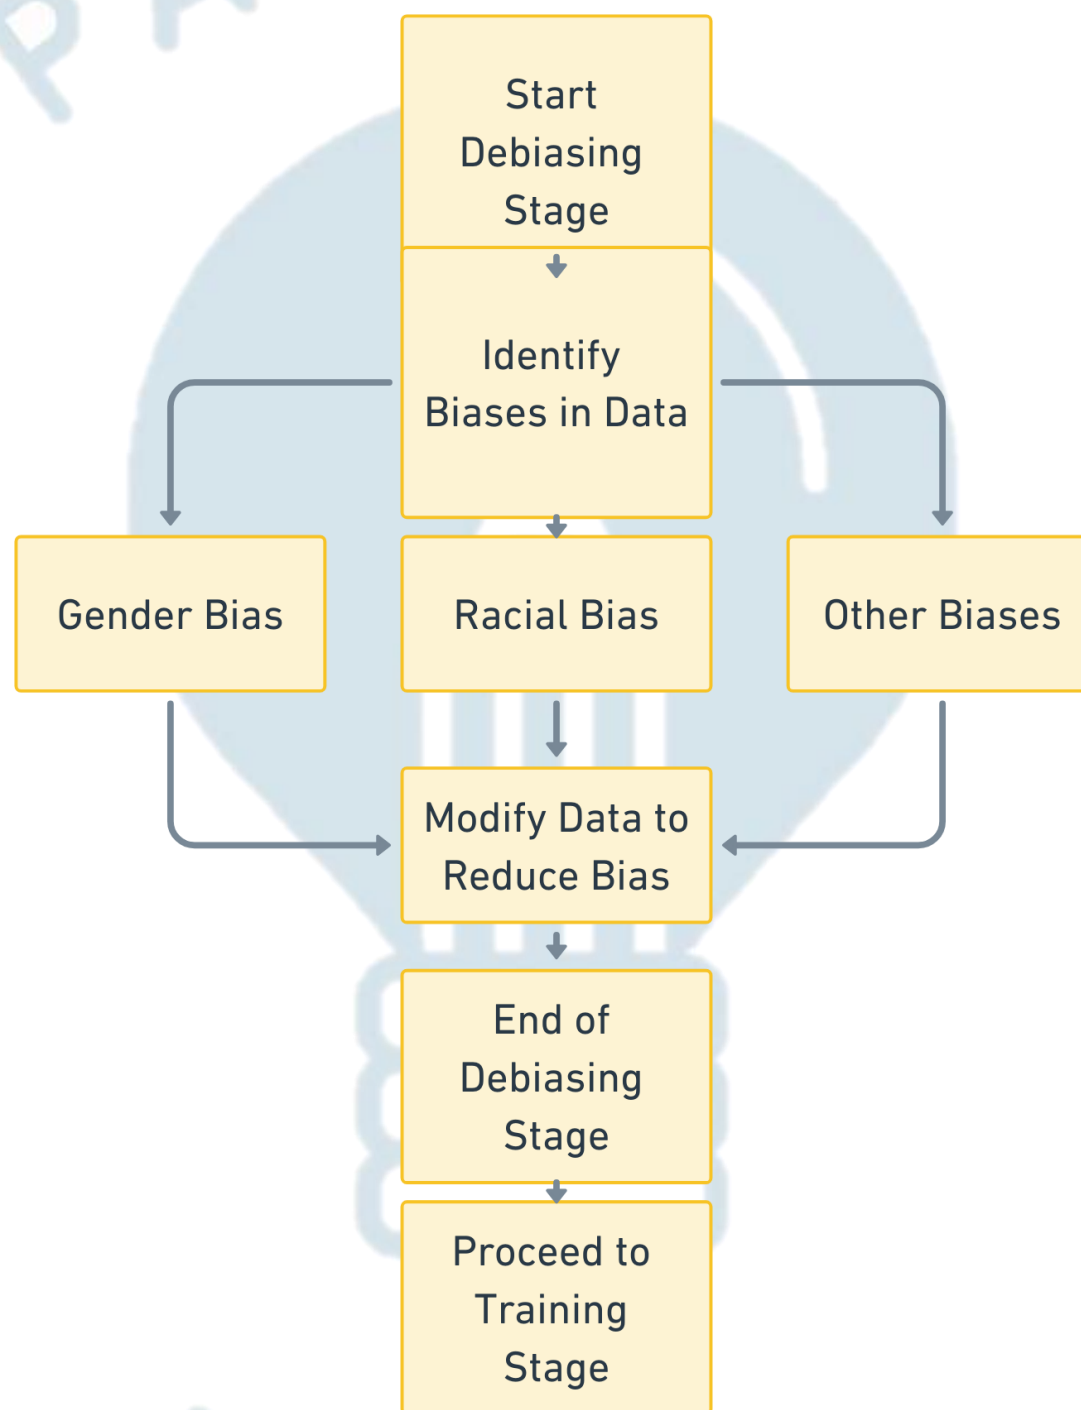 Start
Debiasing
Stage
Identify
Biases in Data
Gender Bias
Racial Bias
Other Biases
Modify Data to
Reduce Bias
End of
Debiasing
Stage
Proceed to
Training
Stage